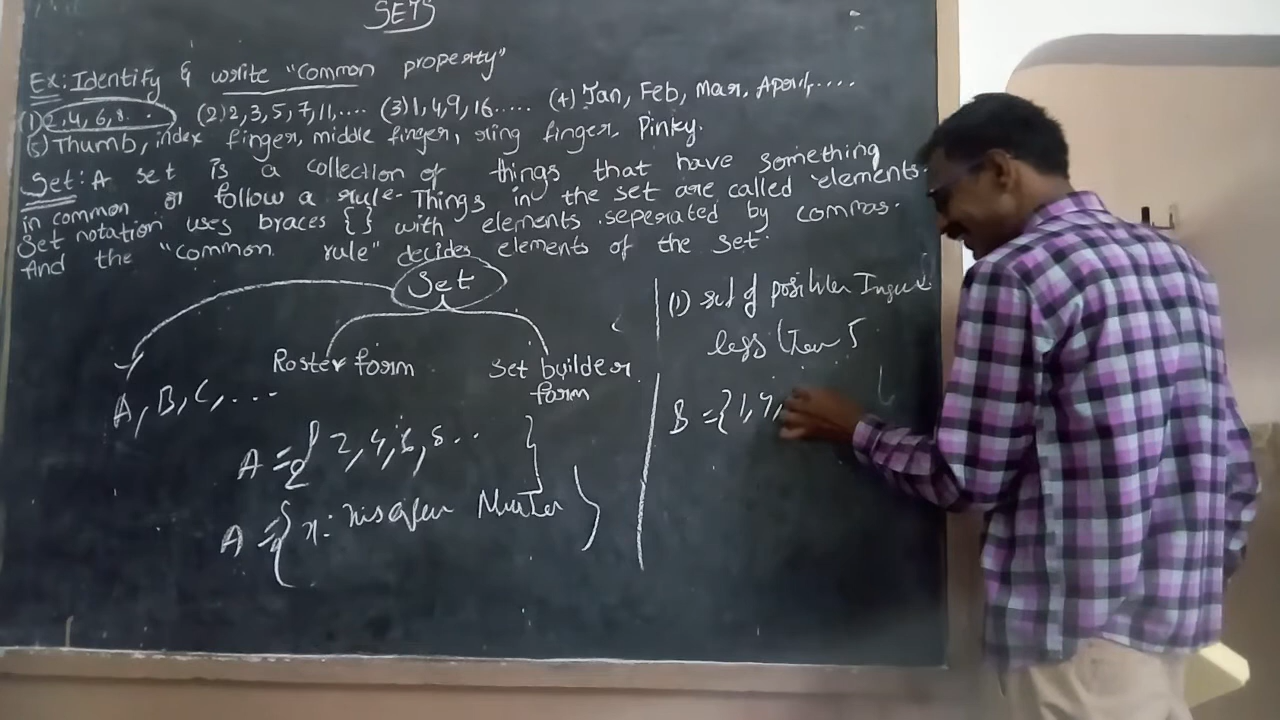 SETS
Ex: Identify & write "Common property"
(1) 2, 4, 6, 8. . (2) 2, 3, 5, 7, 11, .... (3) 1, 4, 9, 16 ..... (4) Jan, Feb, Mar, April, ....
(5) Thumb, index finger, middle finger, ring finger, Pinky.
Set: A set is a collection of things that have something
in common or follow a rule. Things in the set are called elements.
Set notation uses braces { } with elements seperated by commas.
And the "Common rule" decides elements of the set.
Set
Roster form
Set builder
form
A, B, C, ...
A = { 2, 4, 6, 8 .. }
A = { x: x is Number }
(1) set of positive
less 5
B = { 1, 4,